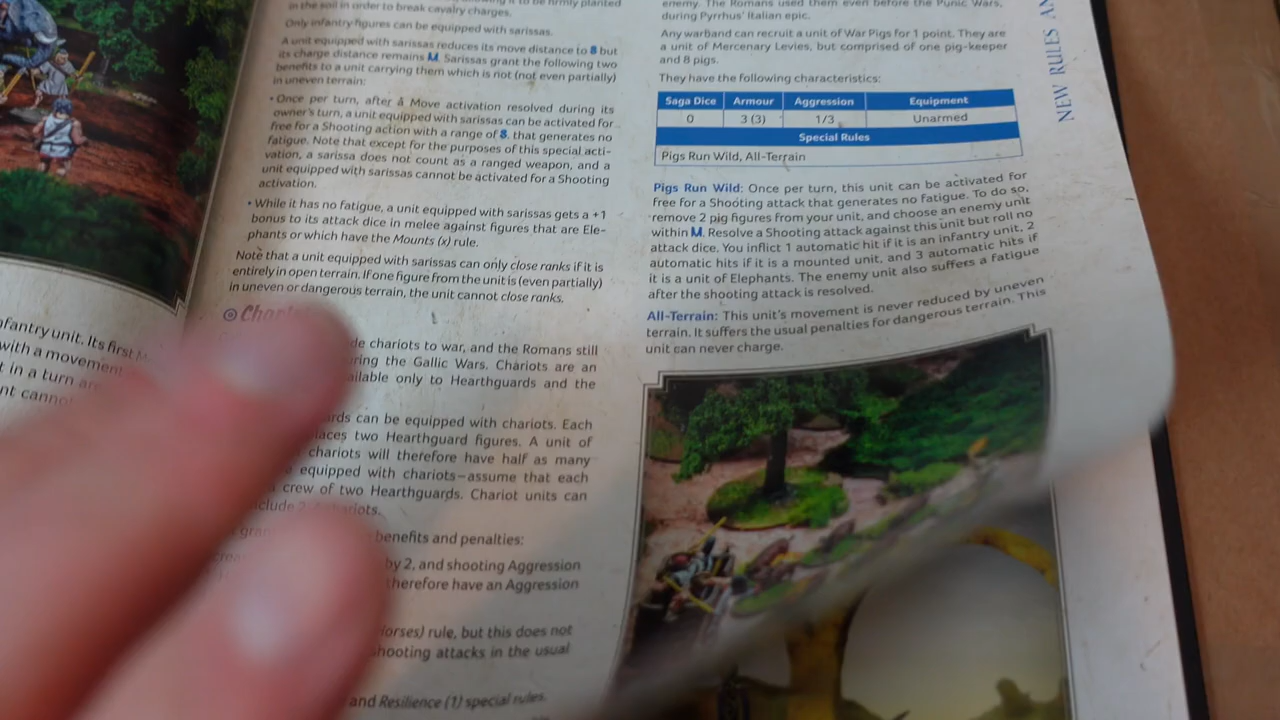 in the soil in order to break cavalry charges.
Only infantry figures can be equipped with sarissas.
A unit equipped with sarissas reduces its move distance to S but
its charge distance remains M. Sarissas grant the following two
benefits to a unit carrying them which is not (not even partially)
in uneven terrain:
• Once per turn, after a Move activation resolved during its
owner's turn, a unit equipped with sarissas can be activated for
free for a Shooting action with a range of S, that generates no
fatigue. Note that except for the purposes of this special acti-
vation, a sarissa does not count as a ranged weapon, and a
unit equipped with sarissas cannot be activated for a Shooting
activation.
• While it has no fatigue, a unit equipped with sarissas gets a +1
bonus to its attack dice in melee against figures that are Ele-
phants or which have the Mounts (x) rule.
Note that a unit equipped with sarissas can only close ranks if it is
entirely in open terrain. If one figure from the unit is (even partially)
in uneven or dangerous terrain, the unit cannot close ranks.
chariots to war, and the Romans still
the Gallic Wars. Chariots are an
only to Hearthguards and the
can be equipped with chariots. Each
two Hearthguard figures. A unit of
chariots will therefore have half as many
equipped with chariots—assume that each
crew of two Hearthguards. Chariot units can
benefits and penalties:
by 2, and shooting Aggression
therefore have an Aggression
rule, but this does not
shooting attacks in the usual
and Resilience (1) special rules.
infantry unit. Its first
with a movement
in a turn
enemy. The Romans used them even before the Punic Wars,
during Pyrrhus' Italian epic.
Any warband can recruit a unit of War Pigs for 1 point. They are
a unit of Mercenary Levies, but comprised of one pig-keeper
and 8 pigs.
They have the following characteristics:
Saga Dice Armour Aggression Equipment
0 3 (3) 1/3 Unarmed
Special Rules
Pigs Run Wild, All-Terrain
Pigs Run Wild: Once per turn, this unit can be activated for
free for a Shooting attack that generates no fatigue. To do so,
remove 2 pig figures from your unit, and choose an enemy unit
within M. Resolve a Shooting attack against this unit but roll no
attack dice. You inflict 1 automatic hit if it is an infantry unit, 2
automatic hits if it is a mounted unit, and 3 automatic hits if
it is a unit of Elephants. The enemy unit also suffers a fatigue
after the shooting attack is resolved.
All-Terrain: This unit's movement is never reduced by uneven
terrain. It suffers the usual penalties for dangerous terrain. This
unit can never charge.
NEW RULES